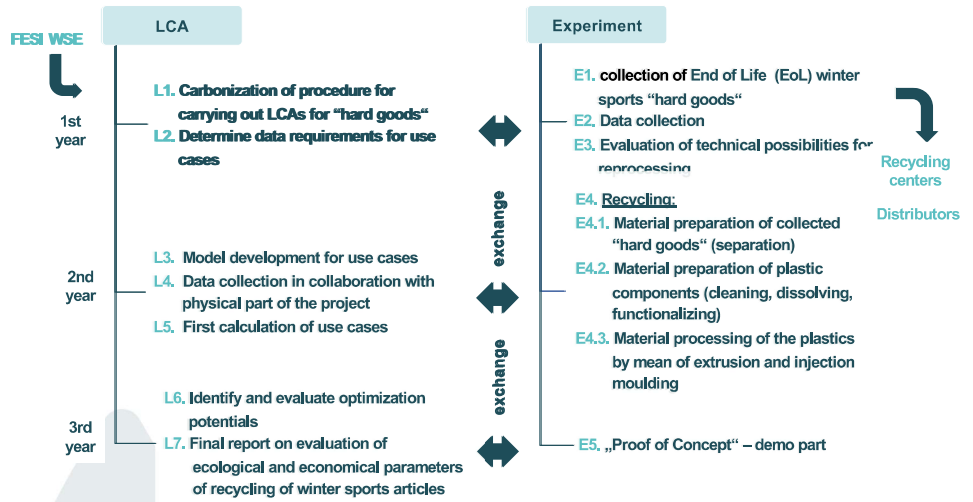 LCA
Experiment
FESI WSE
1st
year
L1. Carbonization of procedure for
carrying out LCAs for “hard goods“
L2. Determine data requirements for use
cases
E1. collection of End of Life (EoL) winter
sports “hard goods“
E2. Data collection
E3. Evaluation of technical possibilities for
reprocessing
Recycling
centers
Distributors
exchange
2nd
year
L3. Model development for use cases
L4. Data collection in collaboration with
physical part of the project
L5. First calculation of use cases
E4. Recycling:
E4.1. Material preparation of collected
“hard goods“ (separation)
E4.2. Material preparation of plastic
components (cleaning, dissolving,
functionalizing)
E4.3. Material processing of the plastics
by mean of extrusion and injection
moulding
exchange
3rd
year
L6. Identify and evaluate optimization
potentials
L7. Final report on evaluation of
ecological and economical parameters
of recycling of winter sports articles
E5. „Proof of Concept“ – demo part